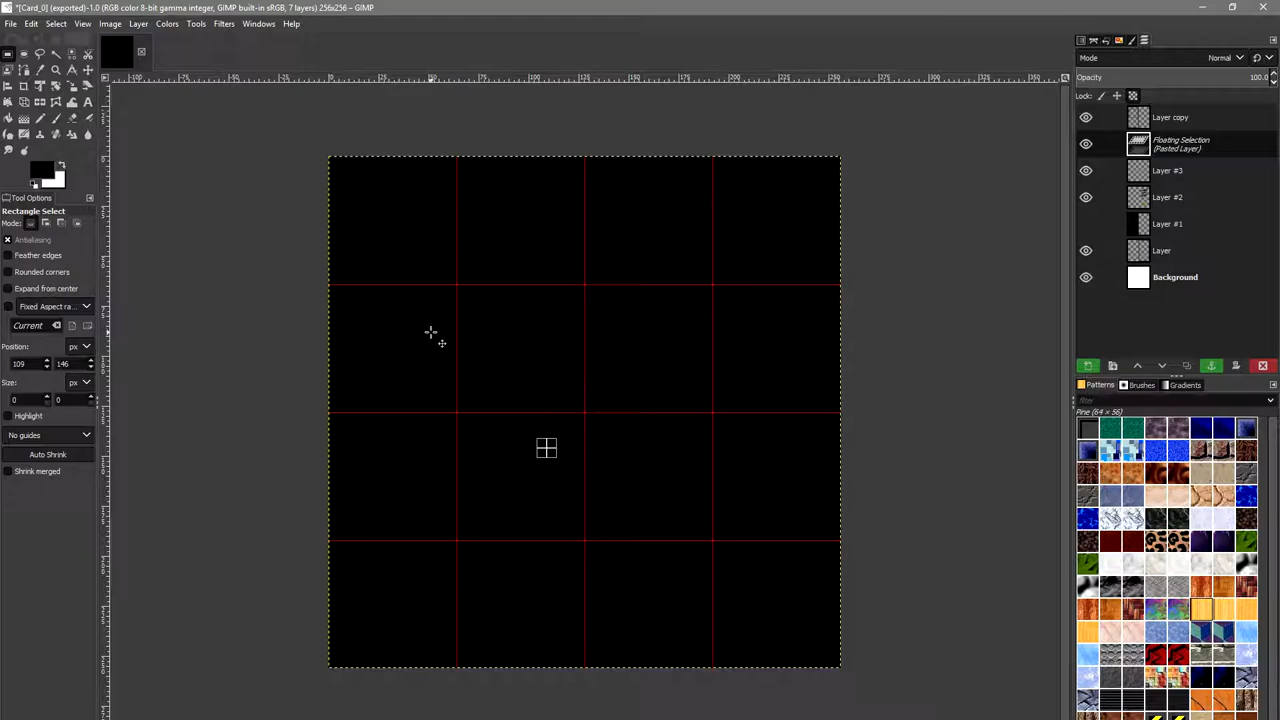 *[Card_0] (exported)-1.0 (RGB color 8-bit gamma integer, GIMP built-in sRGB, 7 layers) 256x256 – GIMP
File Edit Select View Image Layer Colors Tools Filters Windows Help
Mode Normal
Opacity 100.0
Lock:
Layer copy
Floating Selection
(Pasted Layer)
Layer #3
Layer #2
Layer #1
Layer
Background
Tool Options
Rectangle Select
Mode:
Antialiasing
Feather edges
Rounded corners
Expand from center
Fixed Aspect ra...
Current
Position:
px
109 146
Size:
px
0 0
Highlight
No guides
Auto Shrink
Shrink merged
Patterns Brushes Gradients
filter
Pine (64 × 56)